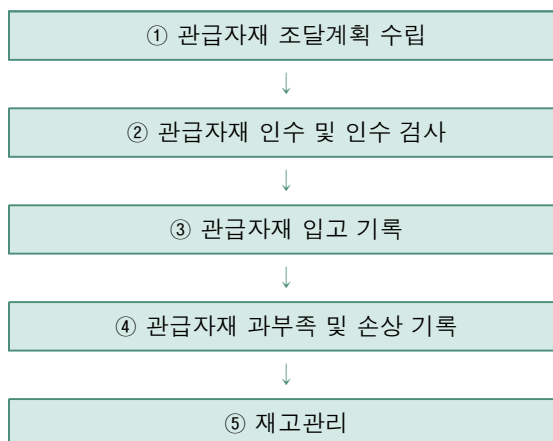 ① 관급자재 조달계획 수립
↓
② 관급자재 인수 및 인수 검사
↓
③ 관급자재 입고 기록
↓
④ 관급자재 과부족 및 손상 기록
↓
⑤ 재고관리